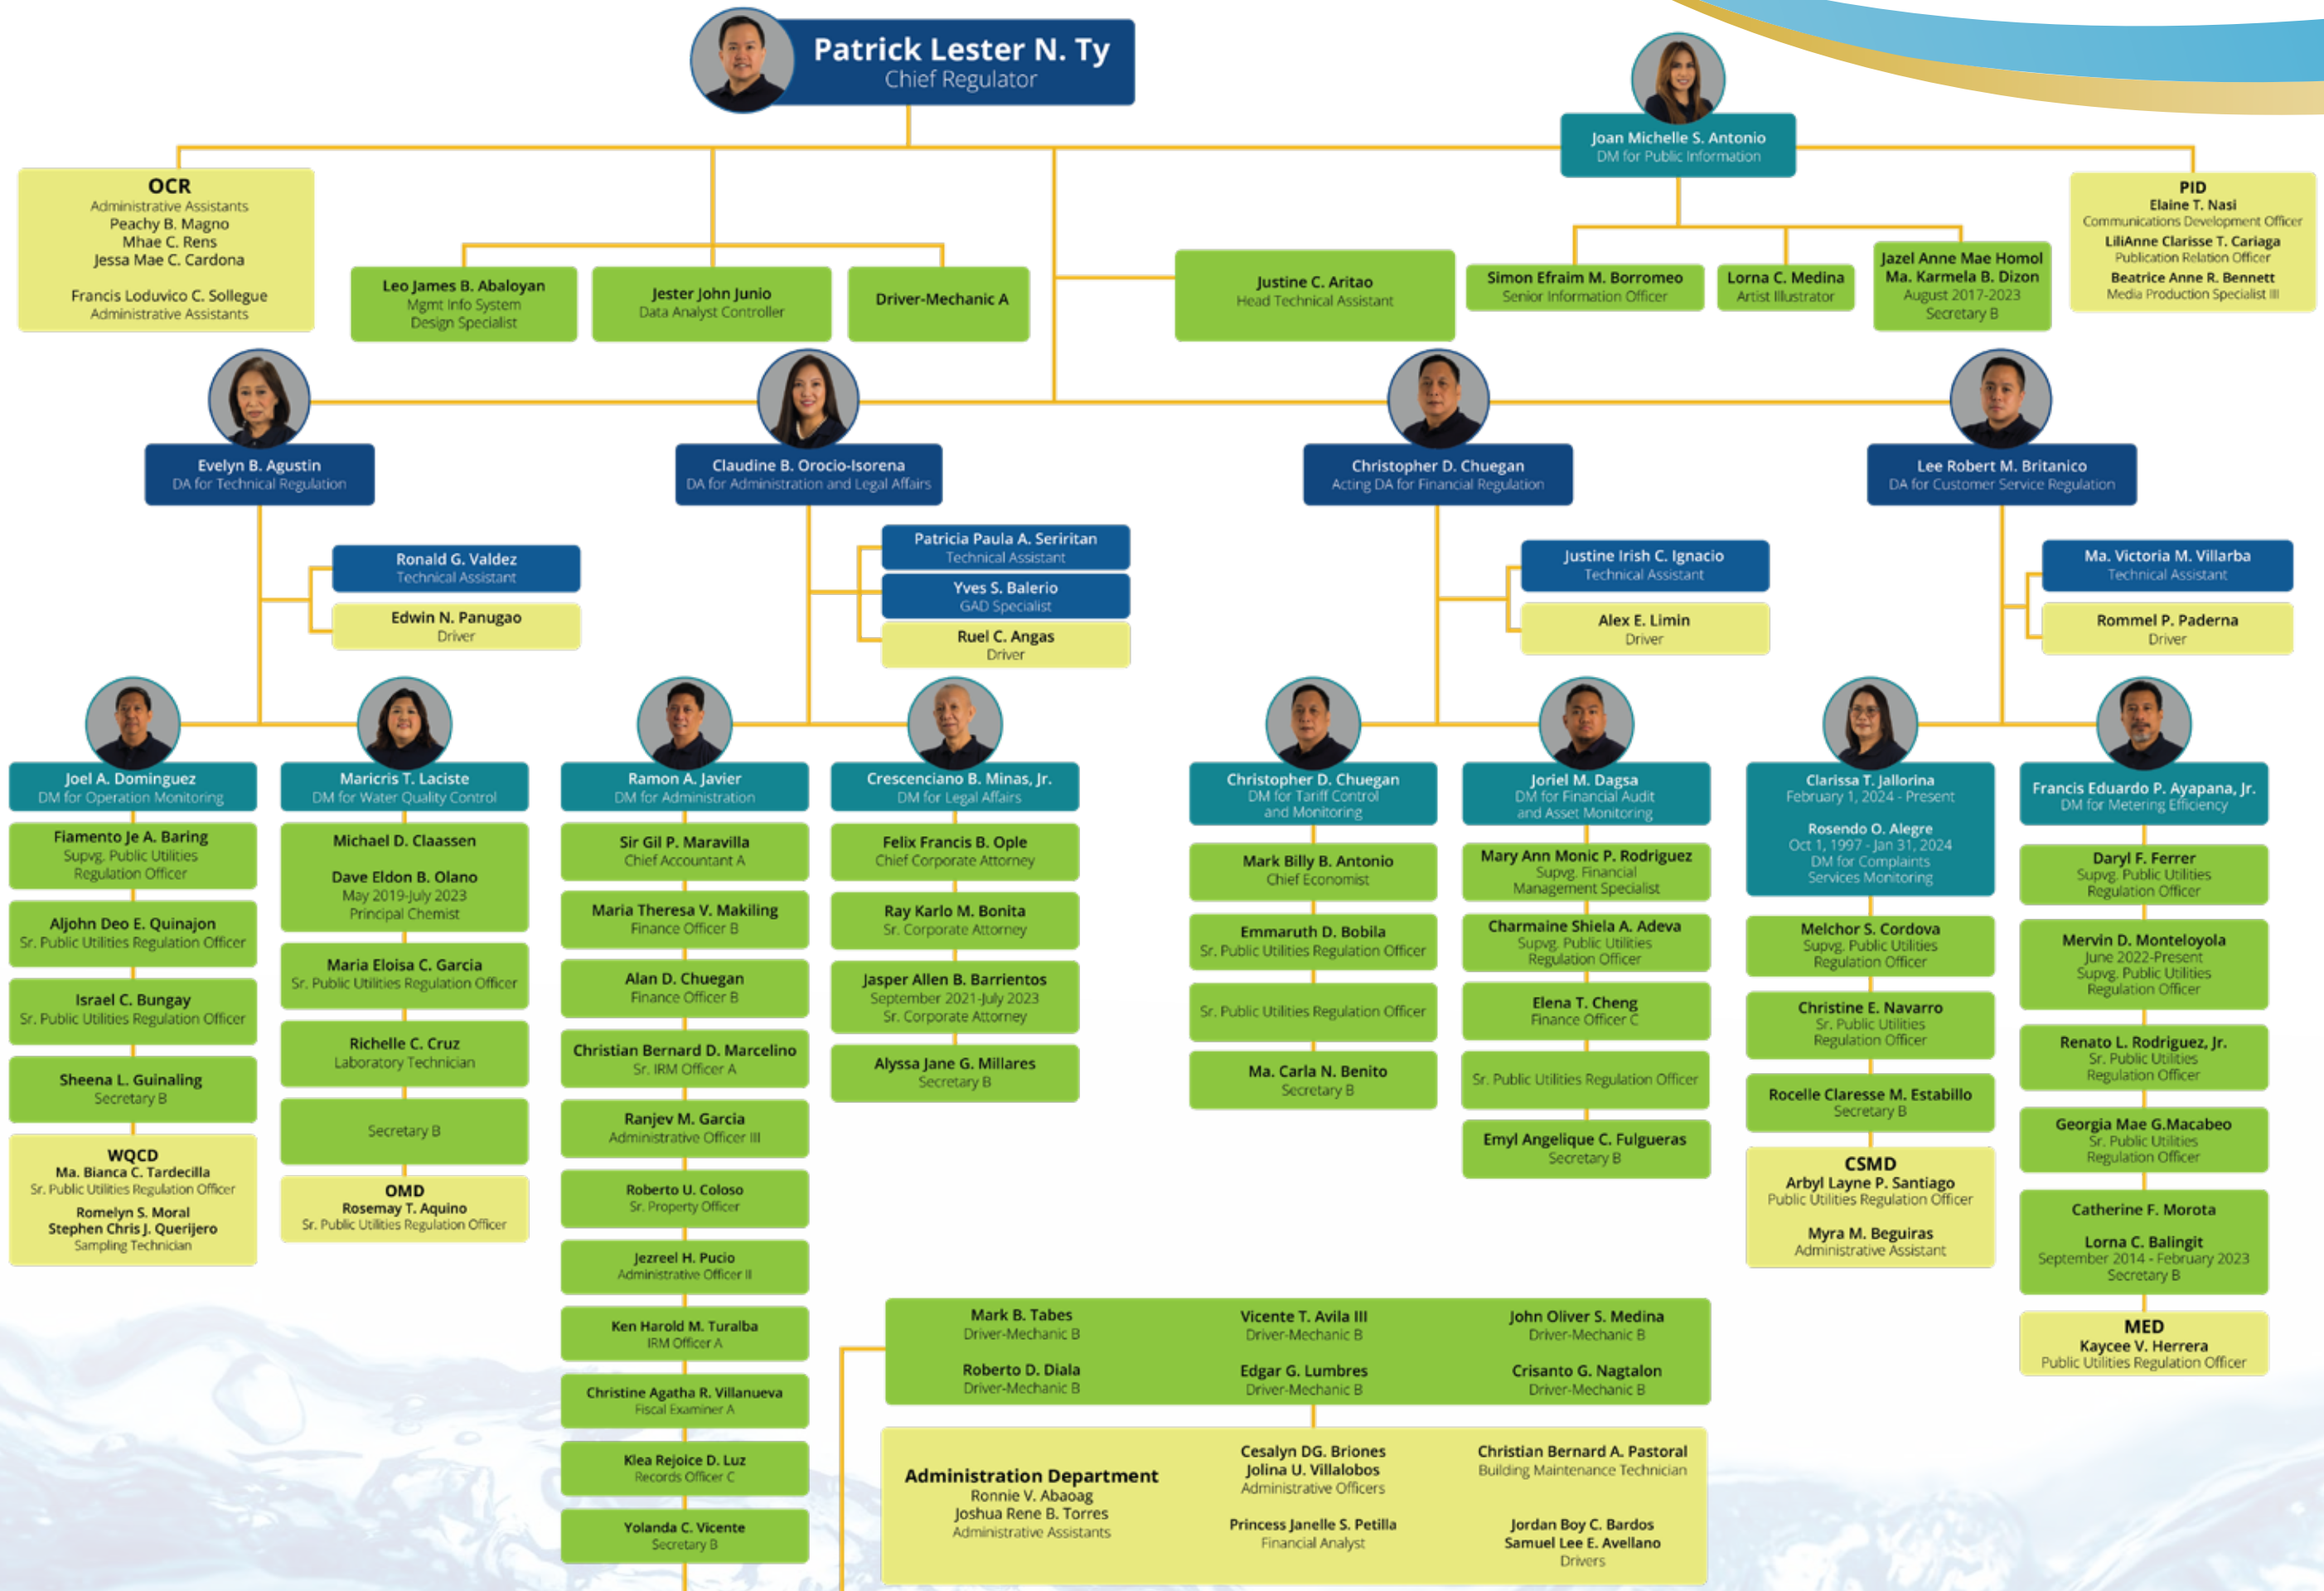 Patrick Lester N. Ty
Chief Regulator
Joan Michelle S. Antonio
DM for Public Information
OCR
Administrative Assistants
Peachy B. Magno
Mhae C. Rens
Jessa Mae C. Cardona
Francis Loduvico C. Sollegue
Administrative Assistants
Leo James B. Abaloyan
Mgmt Info System
Design Specialist
Jester John Junio
Data Analyst Controller
Driver-Mechanic A
Justine C. Aritao
Head Technical Assistant
Simon Efraim M. Borromeo
Senior Information Officer
Lorna C. Medina
Artist Illustrator
Jazel Anne Mae Homol
Ma. Karmela B. Dizon
August 2017-2023
Secretary B
PID
Elaine T. Nasi
Communications Development Officer
LiliAnne Clarisse T. Cariaga
Publication Relation Officer
Beatrice Anne R. Bennett
Media Production Specialist III
Evelyn B. Agustin
DA for Technical Regulation
Claudine B. Orocio-Isorena
DA for Administration and Legal Affairs
Christopher D. Chuegan
Acting DA for Financial Regulation
Lee Robert M. Britanico
DA for Customer Service Regulation
Ronald G. Valdez
Technical Assistant
Edwin N. Panugao
Driver
Patricia Paula A. Seriritan
Technical Assistant
Yves S. Balerio
GAD Specialist
Ruel C. Angas
Driver
Justine Irish C. Ignacio
Technical Assistant
Alex E. Limin
Driver
Ma. Victoria M. Villarba
Technical Assistant
Rommel P. Paderna
Driver
Joel A. Dominguez
DM for Operation Monitoring
Fiamento Je A. Baring
Supvg. Public Utilities
Regulation Officer
Aljohn Deo E. Quinajon
Sr. Public Utilities Regulation Officer
Israel C. Bungay
Sr. Public Utilities Regulation Officer
Sheena L. Guinaling
Secretary B
WQCD
Ma. Bianca C. Tardecilla
Sr. Public Utilities Regulation Officer
Romelyn S. Moral
Stephen Chris J. Querijero
Sampling Technician
Maricris T. Laciste
DM for Water Quality Control
Michael D. Claassen
Dave Eldon B. Olano
May 2019-July 2023
Principal Chemist
Maria Eloisa C. Garcia
Sr. Public Utilities Regulation Officer
Richelle C. Cruz
Laboratory Technician
Secretary B
OMD
Rosemay T. Aquino
Sr. Public Utilities Regulation Officer
Ramon A. Javier
DM for Administration
Sir Gil P. Maravilla
Chief Accountant A
Maria Theresa V. Makiling
Finance Officer B
Alan D. Chuegan
Finance Officer B
Christian Bernard D. Marcelino
Sr. IRM Officer A
Ranjev M. Garcia
Administrative Officer III
Roberto U. Coloso
Sr. Property Officer
Jezreel H. Pucio
Administrative Officer II
Ken Harold M. Turalba
IRM Officer A
Christine Agatha R. Villanueva
Fiscal Examiner A
Klea Rejoice D. Luz
Records Officer C
Yolanda C. Vicente
Secretary B
Crescenciano B. Minas, Jr.
DM for Legal Affairs
Felix Francis B. Ople
Chief Corporate Attorney
Ray Karlo M. Bonita
Sr. Corporate Attorney
Jasper Allen B. Barrientos
September 2021-July 2023
Sr. Corporate Attorney
Alyssa Jane G. Millares
Secretary B
Christopher D. Chuegan
DM for Tariff Control
and Monitoring
Mark Billy B. Antonio
Chief Economist
Emmaruth D. Bobila
Sr. Public Utilities Regulation Officer
Sr. Public Utilities Regulation Officer
Ma. Carla N. Benito
Secretary B
Joriel M. Dagsa
DM for Financial Audit
and Asset Monitoring
Mary Ann Monic P. Rodriguez
Supvg. Financial
Management Specialist
Charmaine Shiela A. Adeva
Supvg. Public Utilities
Regulation Officer
Elena T. Cheng
Finance Officer C
Sr. Public Utilities Regulation Officer
Emyl Angelique C. Fulgueras
Secretary B
Clarissa T. Jallorina
February 1, 2024 - Present
Rosendo O. Alegre
Oct 1, 1997 - Jan 31, 2024
DM for Complaints
Services Monitoring
Melchor S. Cordova
Supvg. Public Utilities
Regulation Officer
Christine E. Navarro
Sr. Public Utilities
Regulation Officer
Rocelle Claresse M. Estabillo
Secretary B
CSMD
Arbyl Layne P. Santiago
Public Utilities Regulation Officer
Myra M. Beguiras
Administrative Assistant
Francis Eduardo P. Ayapana, Jr.
DM for Metering Efficiency
Daryl F. Ferrer
Supvg. Public Utilities
Regulation Officer
Mervin D. Monteloyola
June 2022-Present
Supvg. Public Utilities
Regulation Officer
Renato L. Rodriguez, Jr.
Sr. Public Utilities
Regulation Officer
Georgia Mae G.Macabeo
Sr. Public Utilities
Regulation Officer
Catherine F. Morota
Lorna C. Balingit
September 2014 - February 2023
Secretary B
MED
Kaycee V. Herrera
Public Utilities Regulation Officer
Mark B. Tabes
Driver-Mechanic B
Vicente T. Avila III
Driver-Mechanic B
John Oliver S. Medina
Driver-Mechanic B
Roberto D. Diala
Driver-Mechanic B
Edgar G. Lumbres
Driver-Mechanic B
Crisanto G. Nagtalon
Driver-Mechanic B
Administration Department
Ronnie V. Abaoag
Joshua Rene B. Torres
Administrative Assistants
Cesalyn DG. Briones
Jolina U. Villalobos
Administrative Officers
Princess Janelle S. Petilla
Financial Analyst
Christian Bernard A. Pastoral
Building Maintenance Technician
Jordan Boy C. Bardos
Samuel Lee E. Avellano
Drivers